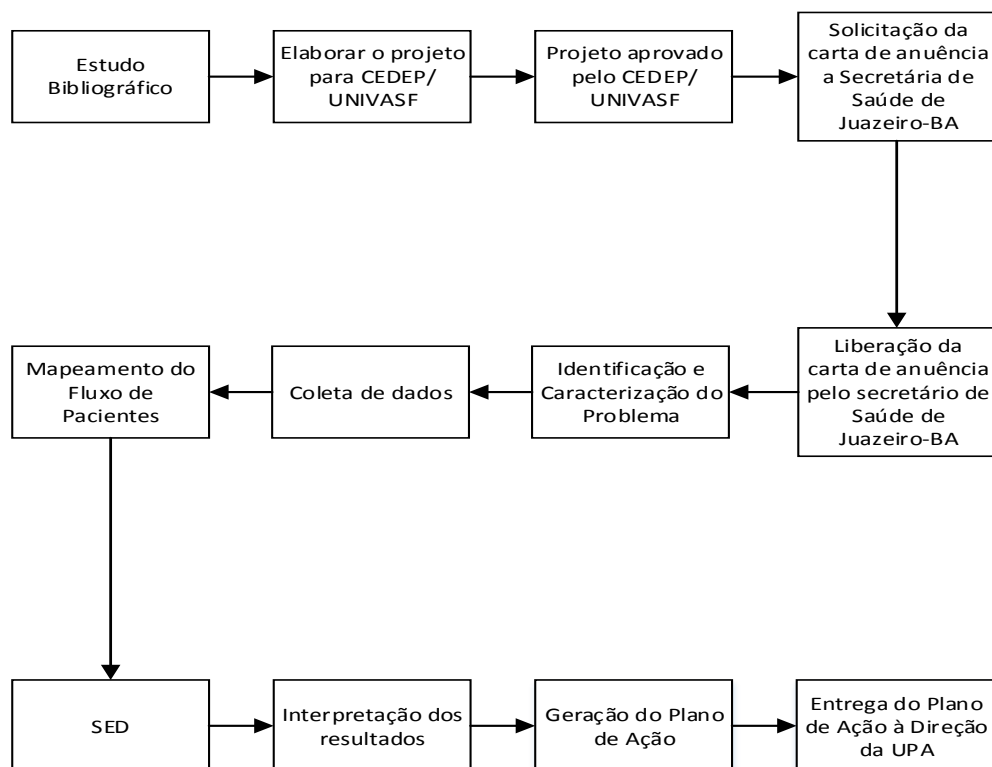 Estudo
Bibliográfico
Elaborar o projeto
para CEDEP/
UNIVASF
Projeto aprovado
pelo CEDEP/
UNIVASF
Solicitação da
carta de anuência
a Secretária de
Saúde de
Juazeiro-BA
Liberação da
carta de anuência
pelo secretário de
Saúde de
Juazeiro-BA
Identificação e
Caracterização do
Problema
Coleta de dados
Mapeamento do
Fluxo de
Pacientes
SED
Interpretação dos
resultados
Geração do Plano
de Ação
Entrega do Plano
de Ação à Direção
da UPA